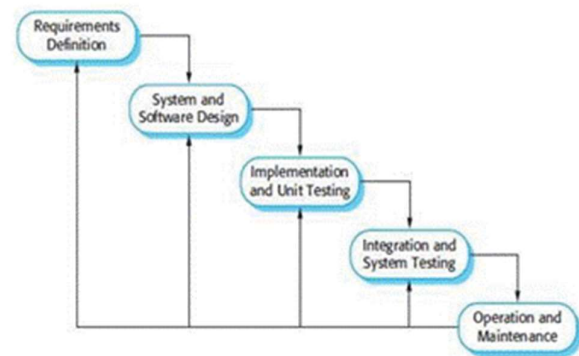 Requirements
Definition
System and
Software Design
Implementation
and Unit Testing
Integration and
System Testing
Operation and
Maintenance